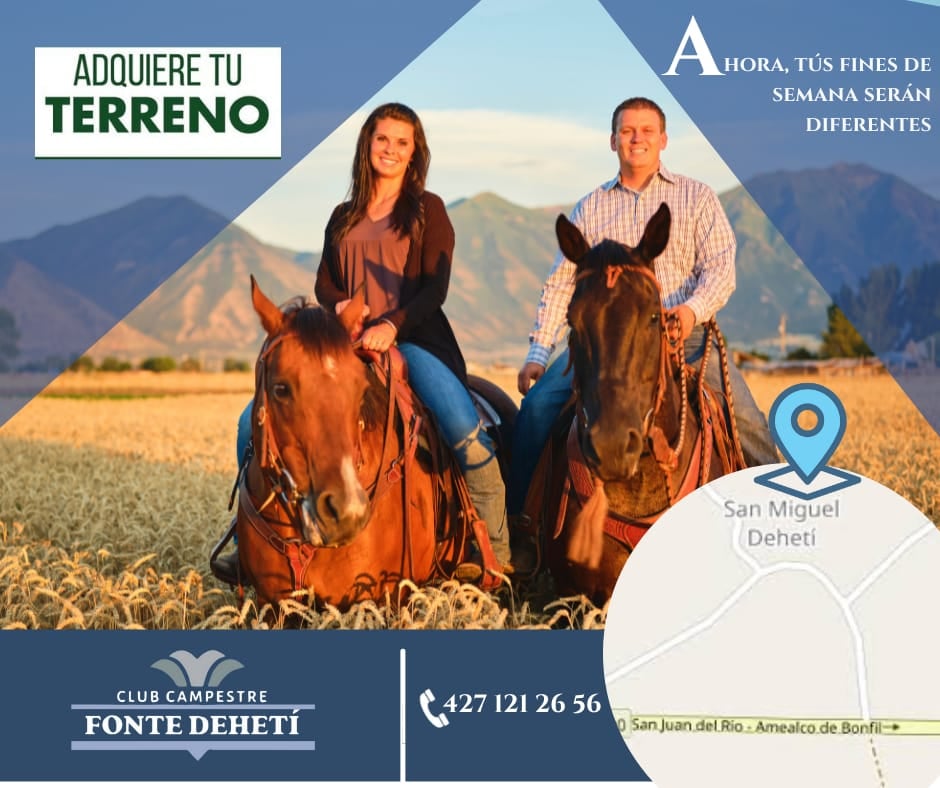 ADQUIERE TU
TERRENO
AHORA, TÚS FINES DE
SEMANA SERÁN
DIFERENTES
San Miguel
Dehetí
San Juan del Rio - Amealco de Bonfil
CLUB CAMPESTRE
FONTE DEHETÍ
427 121 26 56